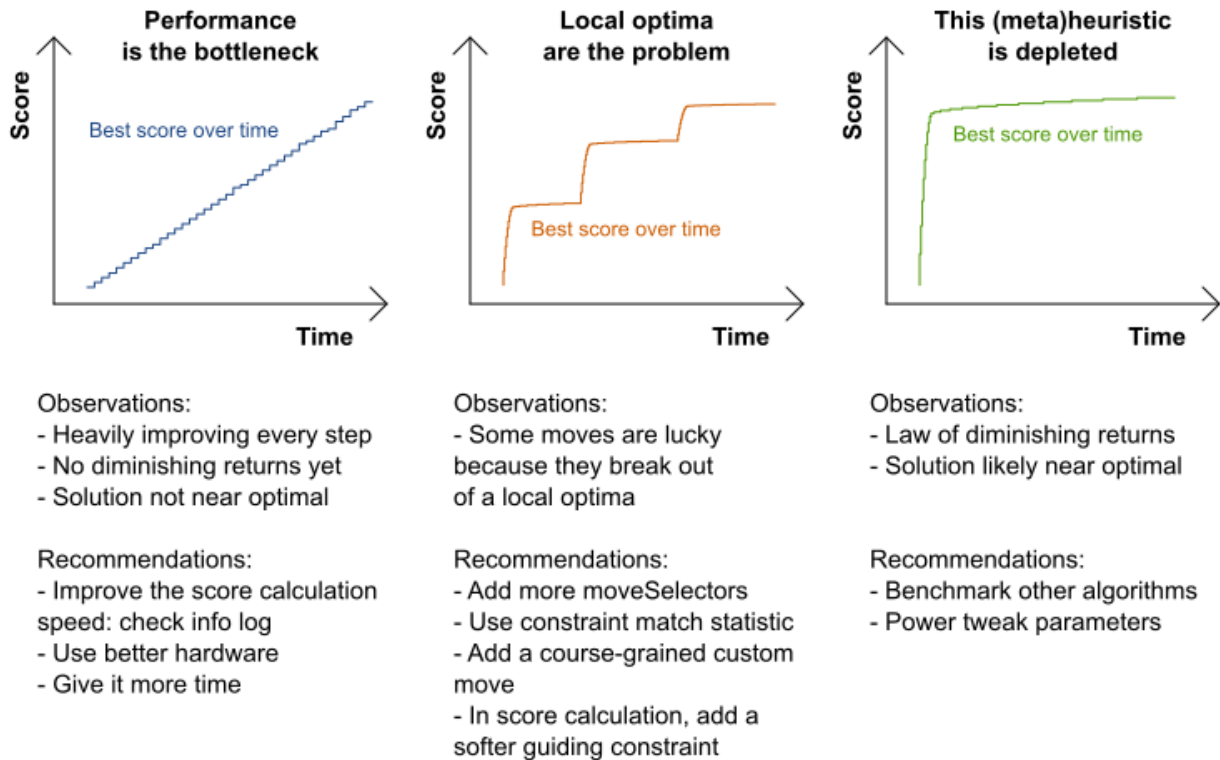 Performance
is the bottleneck
Score
Best score over time
Time
Observations:
- Heavily improving every step
- No diminishing returns yet
- Solution not near optimal
Recommendations:
- Improve the score calculation
speed: check info log
- Use better hardware
- Give it more time
Local optima
are the problem
Score
Best score over time
Time
Observations:
- Some moves are lucky
because they break out
of a local optima
Recommendations:
- Add more moveSelectors
- Use constraint match statistic
- Add a course-grained custom
move
- In score calculation, add a
softer guiding constraint
This (meta)heuristic
is depleted
Score
Best score over time
Time
Observations:
- Law of diminishing returns
- Solution likely near optimal
Recommendations:
- Benchmark other algorithms
- Power tweak parameters